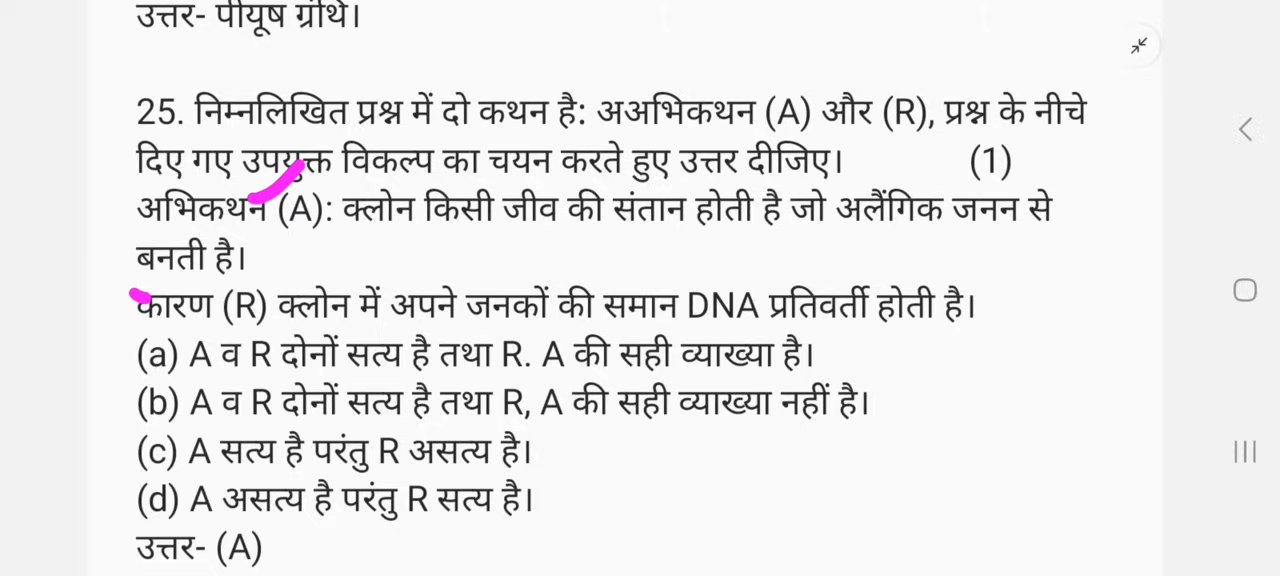 उत्तर- पीयूष ग्रंथि।
25. निम्नलिखित प्रश्न में दो कथन है: अअभिकथन (A) और (R), प्रश्न के नीचे
दिए गए उपयुक्त विकल्प का चयन करते हुए उत्तर दीजिए। (1)
अभिकथन (A): क्लोन किसी जीव की संतान होती है जो अलैंगिक जनन से
बनती है।
कारण (R) क्लोन में अपने जनकों की समान DNA प्रतिवर्ती होती है।
(a) A व R दोनों सत्य है तथा R. A की सही व्याख्या है।
(b) A व R दोनों सत्य है तथा R, A की सही व्याख्या नहीं है।
(c) A सत्य है परंतु R असत्य है।
(d) A असत्य है परंतु R सत्य है।
उत्तर- (A)